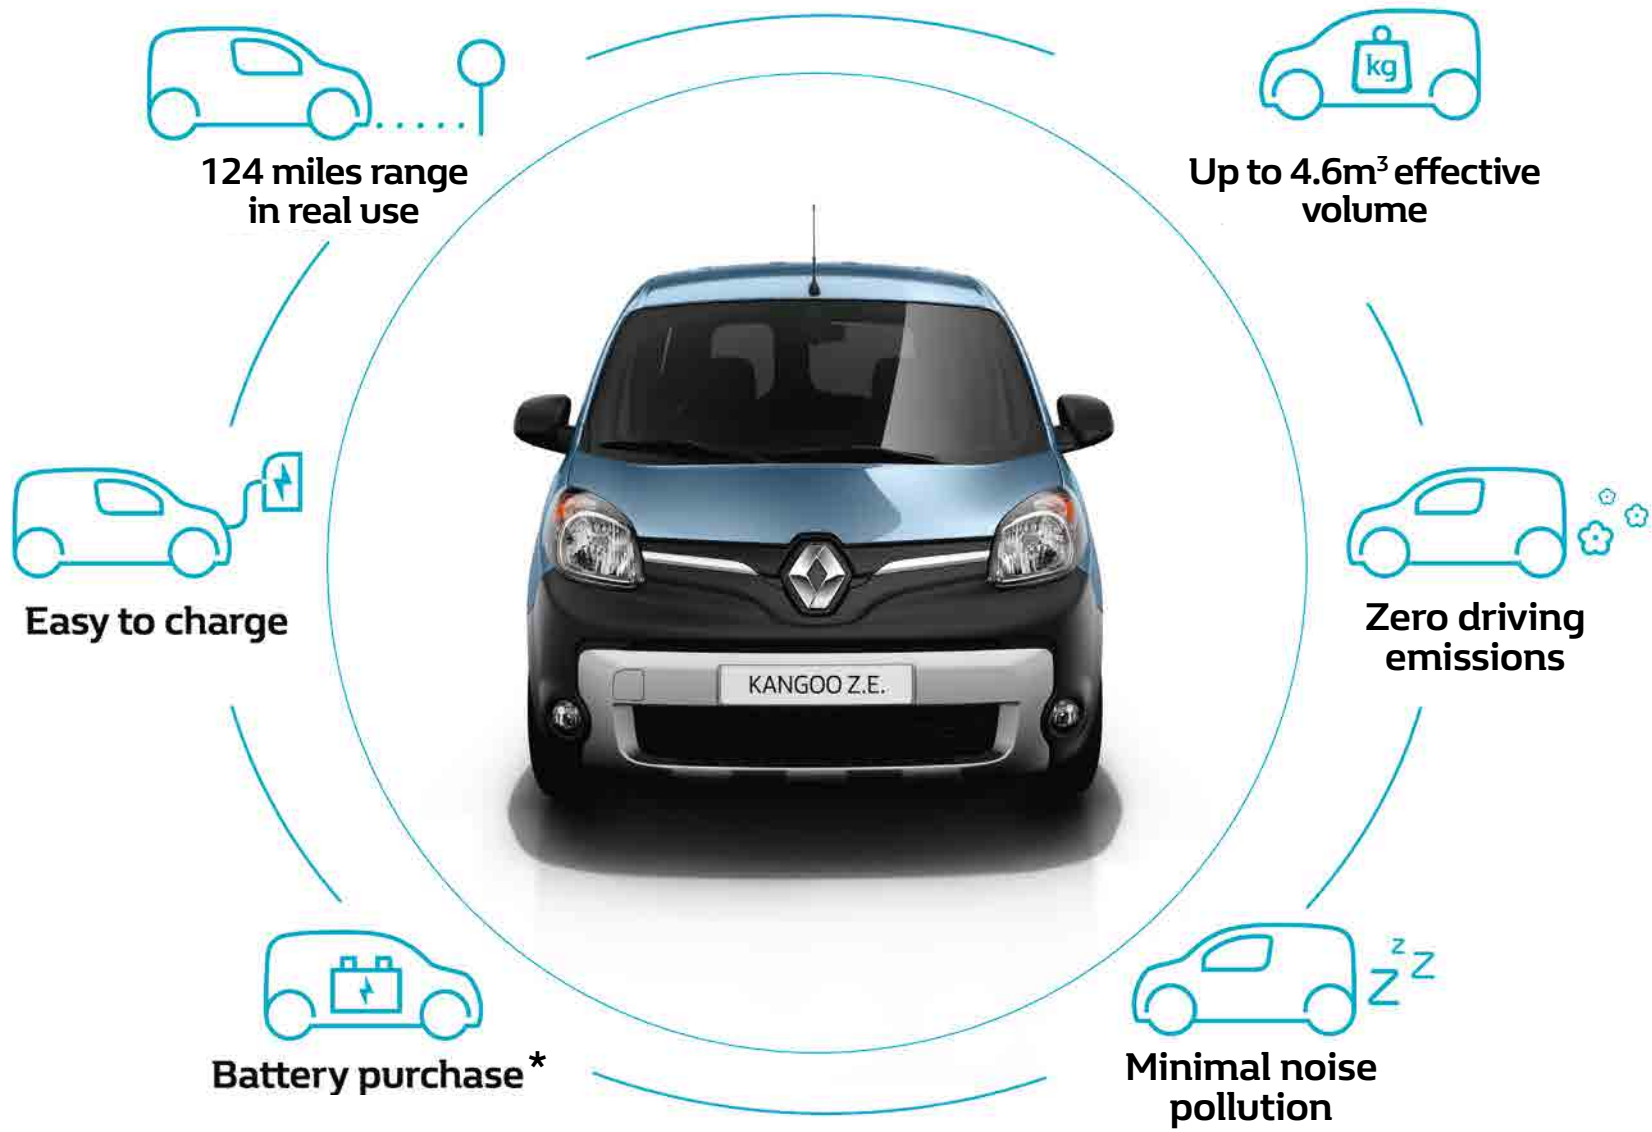 124 miles range
in real use
kg
Up to 4.6m³ effective
volume
Easy to charge
Zero driving
emissions
KANGOO Z.E.
Battery purchase*
z z z
Minimal noise
pollution